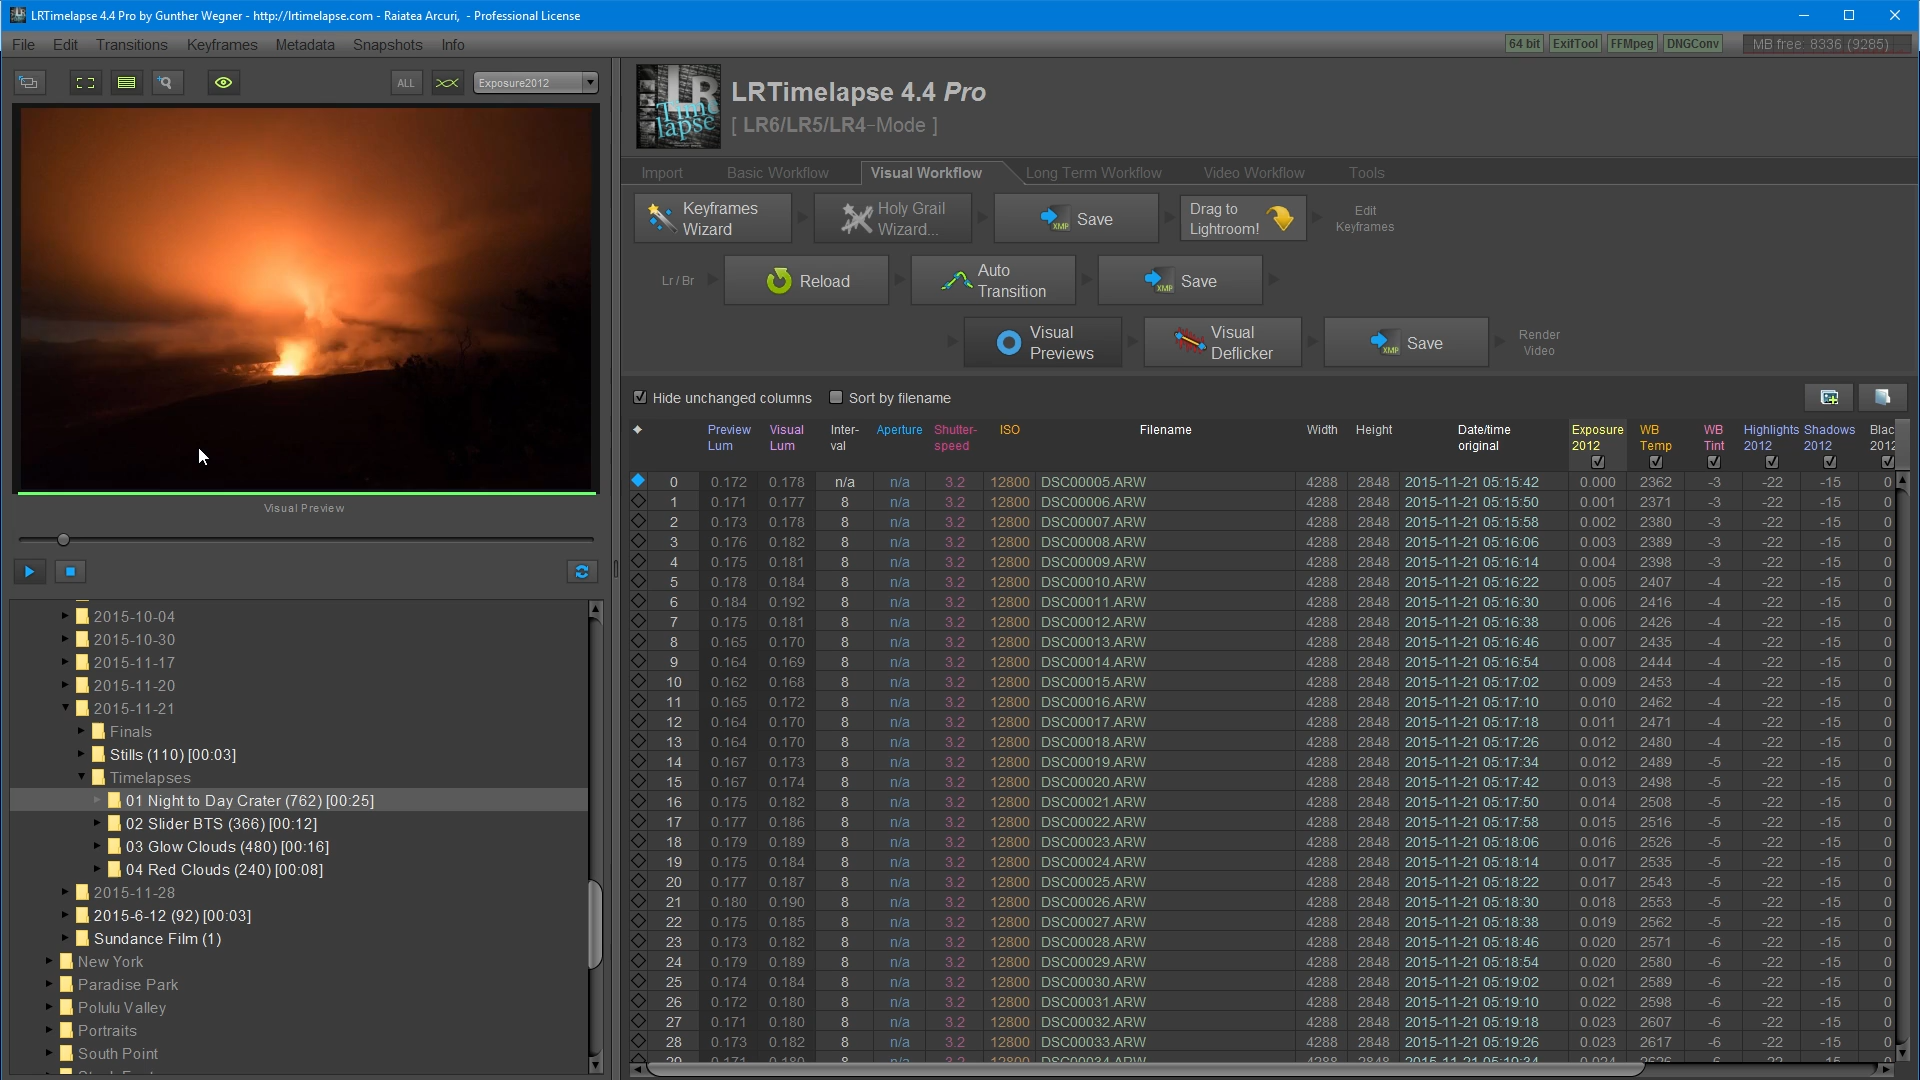 LRTimelapse 4.4 Pro by Gunther Wegner - http://lrtimelapse.com - Raiatea Arcuri, - Professional License
File Edit Transitions Keyframes Metadata Snapshots Info
64 bit ExifTool FFMpeg DNGConv MB free: 8336 (9285)
ALL Exposure2012
Visual Preview
2015-10-04
2015-10-30
2015-11-17
2015-11-20
2015-11-21
Finals
Stills (110) [00:03]
Timelapses
01 Night to Day Crater (762) [00:25]
02 Slider BTS (366) [00:12]
03 Glow Clouds (480) [00:16]
04 Red Clouds (240) [00:08]
2015-11-28
2015-6-12 (92) [00:03]
Sundance Film (1)
New York
Paradise Park
Polulu Valley
Portraits
South Point
LR Timelapse
LRTimelapse 4.4 Pro
[ LR6/LR5/LR4-Mode ]
Import Basic Workflow Visual Workflow Long Term Workflow Video Workflow Tools
Keyframes Wizard Holy Grail Wizard... XMP Save Drag to Lightroom! Edit Keyframes
Lr / Br Reload Auto Transition XMP Save
Visual Previews Visual Deflicker XMP Save Render Video
Hide unchanged columns Sort by filename
Preview Lum Visual Lum Inter-val Aperture Shutter-speed ISO Filename Width Height Date/time original Exposure 2012 WB Temp WB Tint Highlights 2012 Shadows 2012 Blac 2012
0 0.172 0.178 n/a n/a 3.2 12800 DSC00005.ARW 4288 2848 2015-11-21 05:15:42 0.000 2362 -3 -22 -15 0
1 0.171 0.177 8 n/a 3.2 12800 DSC00006.ARW 4288 2848 2015-11-21 05:15:50 0.001 2371 -3 -22 -15 0
2 0.173 0.178 8 n/a 3.2 12800 DSC00007.ARW 4288 2848 2015-11-21 05:15:58 0.002 2380 -3 -22 -15 0
3 0.176 0.182 8 n/a 3.2 12800 DSC00008.ARW 4288 2848 2015-11-21 05:16:06 0.003 2389 -3 -22 -15 0
4 0.175 0.181 8 n/a 3.2 12800 DSC00009.ARW 4288 2848 2015-11-21 05:16:14 0.004 2398 -3 -22 -15 0
5 0.178 0.184 8 n/a 3.2 12800 DSC00010.ARW 4288 2848 2015-11-21 05:16:22 0.005 2407 -4 -22 -15 0
6 0.184 0.192 8 n/a 3.2 12800 DSC00011.ARW 4288 2848 2015-11-21 05:16:30 0.006 2416 -4 -22 -15 0
7 0.175 0.181 8 n/a 3.2 12800 DSC00012.ARW 4288 2848 2015-11-21 05:16:38 0.006 2426 -4 -22 -15 0
8 0.165 0.170 8 n/a 3.2 12800 DSC00013.ARW 4288 2848 2015-11-21 05:16:46 0.007 2435 -4 -22 -15 0
9 0.164 0.169 8 n/a 3.2 12800 DSC00014.ARW 4288 2848 2015-11-21 05:16:54 0.008 2444 -4 -22 -15 0
10 0.162 0.168 8 n/a 3.2 12800 DSC00015.ARW 4288 2848 2015-11-21 05:17:02 0.009 2453 -4 -22 -15 0
11 0.165 0.172 8 n/a 3.2 12800 DSC00016.ARW 4288 2848 2015-11-21 05:17:10 0.010 2462 -4 -22 -15 0
12 0.164 0.170 8 n/a 3.2 12800 DSC00017.ARW 4288 2848 2015-11-21 05:17:18 0.011 2471 -4 -22 -15 0
13 0.164 0.170 8 n/a 3.2 12800 DSC00018.ARW 4288 2848 2015-11-21 05:17:26 0.012 2480 -4 -22 -15 0
14 0.167 0.173 8 n/a 3.2 12800 DSC00019.ARW 4288 2848 2015-11-21 05:17:34 0.012 2489 -5 -22 -15 0
15 0.167 0.174 8 n/a 3.2 12800 DSC00020.ARW 4288 2848 2015-11-21 05:17:42 0.013 2498 -5 -22 -15 0
16 0.175 0.182 8 n/a 3.2 12800 DSC00021.ARW 4288 2848 2015-11-21 05:17:50 0.014 2508 -5 -22 -15 0
17 0.177 0.186 8 n/a 3.2 12800 DSC00022.ARW 4288 2848 2015-11-21 05:17:58 0.015 2516 -5 -22 -15 0
18 0.179 0.189 8 n/a 3.2 12800 DSC00023.ARW 4288 2848 2015-11-21 05:18:06 0.016 2526 -5 -22 -15 0
19 0.175 0.184 8 n/a 3.2 12800 DSC00024.ARW 4288 2848 2015-11-21 05:18:14 0.017 2535 -5 -22 -15 0
20 0.177 0.187 8 n/a 3.2 12800 DSC00025.ARW 4288 2848 2015-11-21 05:18:22 0.017 2543 -5 -22 -15 0
21 0.180 0.190 8 n/a 3.2 12800 DSC00026.ARW 4288 2848 2015-11-21 05:18:30 0.018 2553 -5 -22 -15 0
22 0.175 0.185 8 n/a 3.2 12800 DSC00027.ARW 4288 2848 2015-11-21 05:18:38 0.019 2562 -5 -22 -15 0
23 0.173 0.182 8 n/a 3.2 12800 DSC00028.ARW 4288 2848 2015-11-21 05:18:46 0.020 2571 -6 -22 -15 0
24 0.179 0.189 8 n/a 3.2 12800 DSC00029.ARW 4288 2848 2015-11-21 05:18:54 0.020 2580 -6 -22 -15 0
25 0.174 0.184 8 n/a 3.2 12800 DSC00030.ARW 4288 2848 2015-11-21 05:19:02 0.021 2589 -6 -22 -15 0
26 0.172 0.180 8 n/a 3.2 12800 DSC00031.ARW 4288 2848 2015-11-21 05:19:10 0.022 2598 -6 -22 -15 0
27 0.171 0.180 8 n/a 3.2 12800 DSC00032.ARW 4288 2848 2015-11-21 05:19:18 0.023 2607 -6 -22 -15 0
28 0.173 0.182 8 n/a 3.2 12800 DSC00033.ARW 4288 2848 2015-11-21 05:19:26 0.023 2617 -6 -22 -15 0